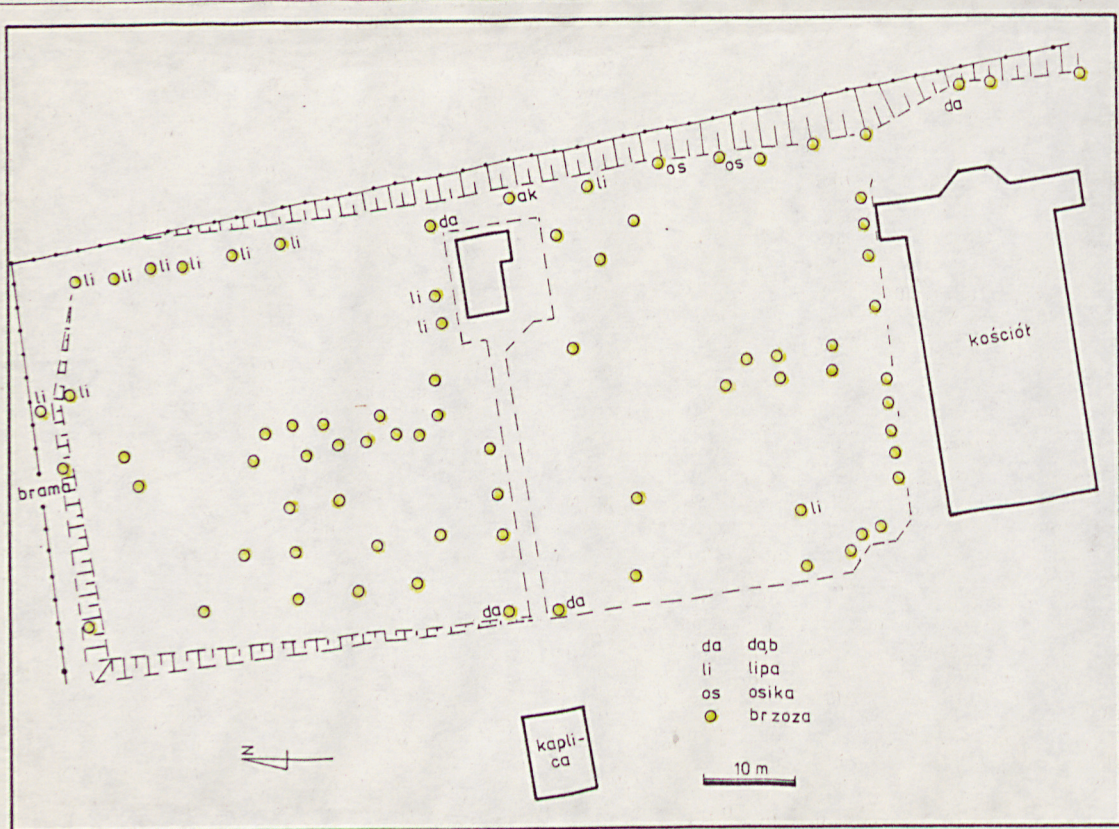 da
os
os
li
ak
da
li
li
li
li
li
li
li
li
kościół
li
li
brama
li
da
da
da dąb
li lipa
os osika
brzoza
N
kapli-
ca
10 m